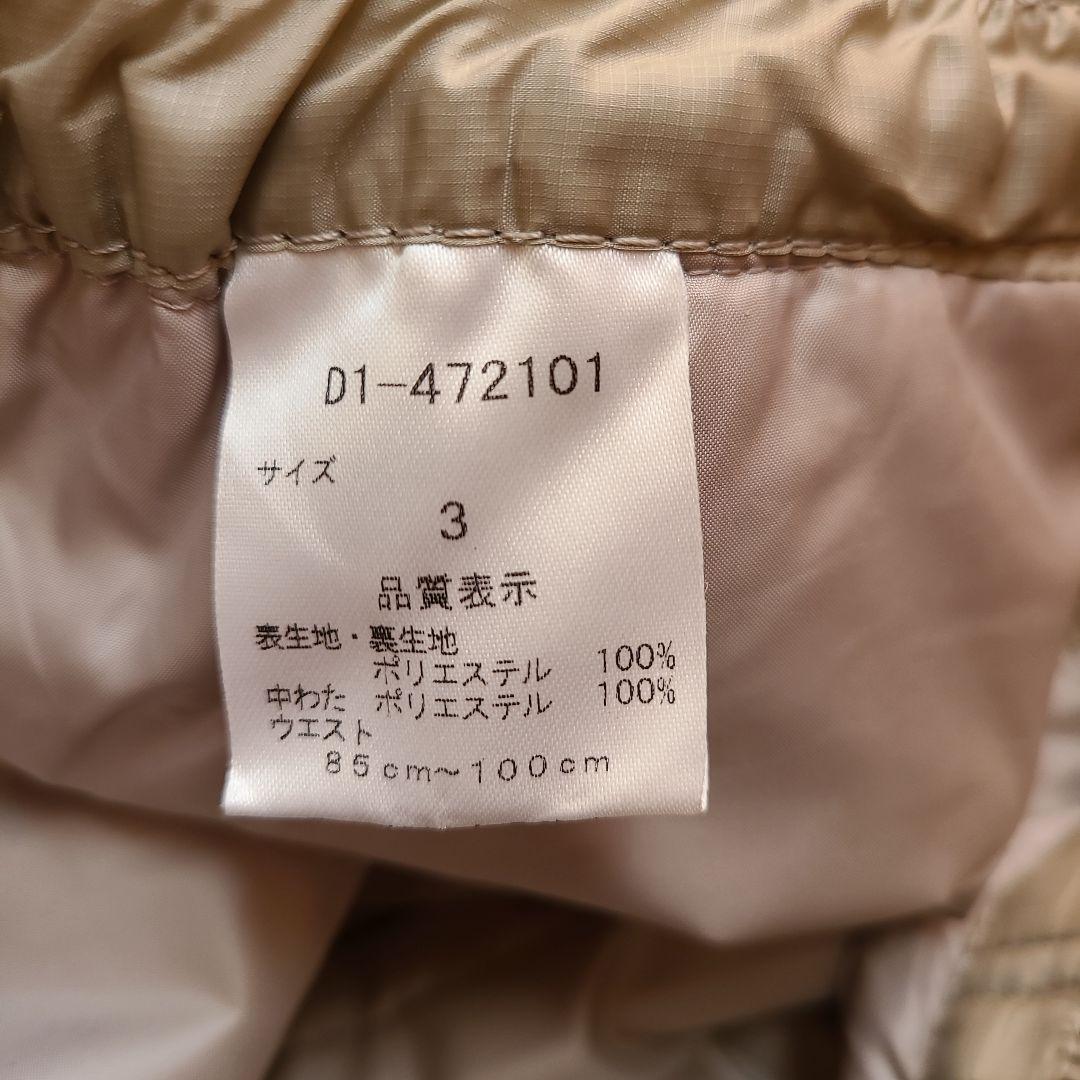 D1-472101
サイズ
3
品質表示
表生地・裏生地
ポリエステル 100%
中わた ポリエステル 100%
ウエスト
85cm～100cm